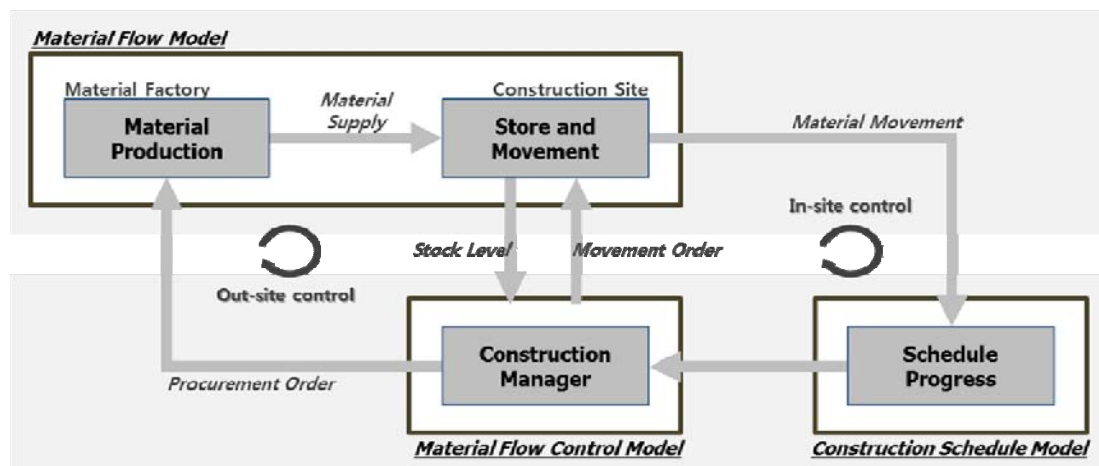 Material Flow Model
Material Factory
Construction Site
Material
Supply
Material
Production
Store and
Movement
Material Movement
In-site control
Stock Level
Movement Order
Out-site control
Construction
Manager
Schedule
Progress
Procurement Order
Material Flow Control Model
Construction Schedule Model